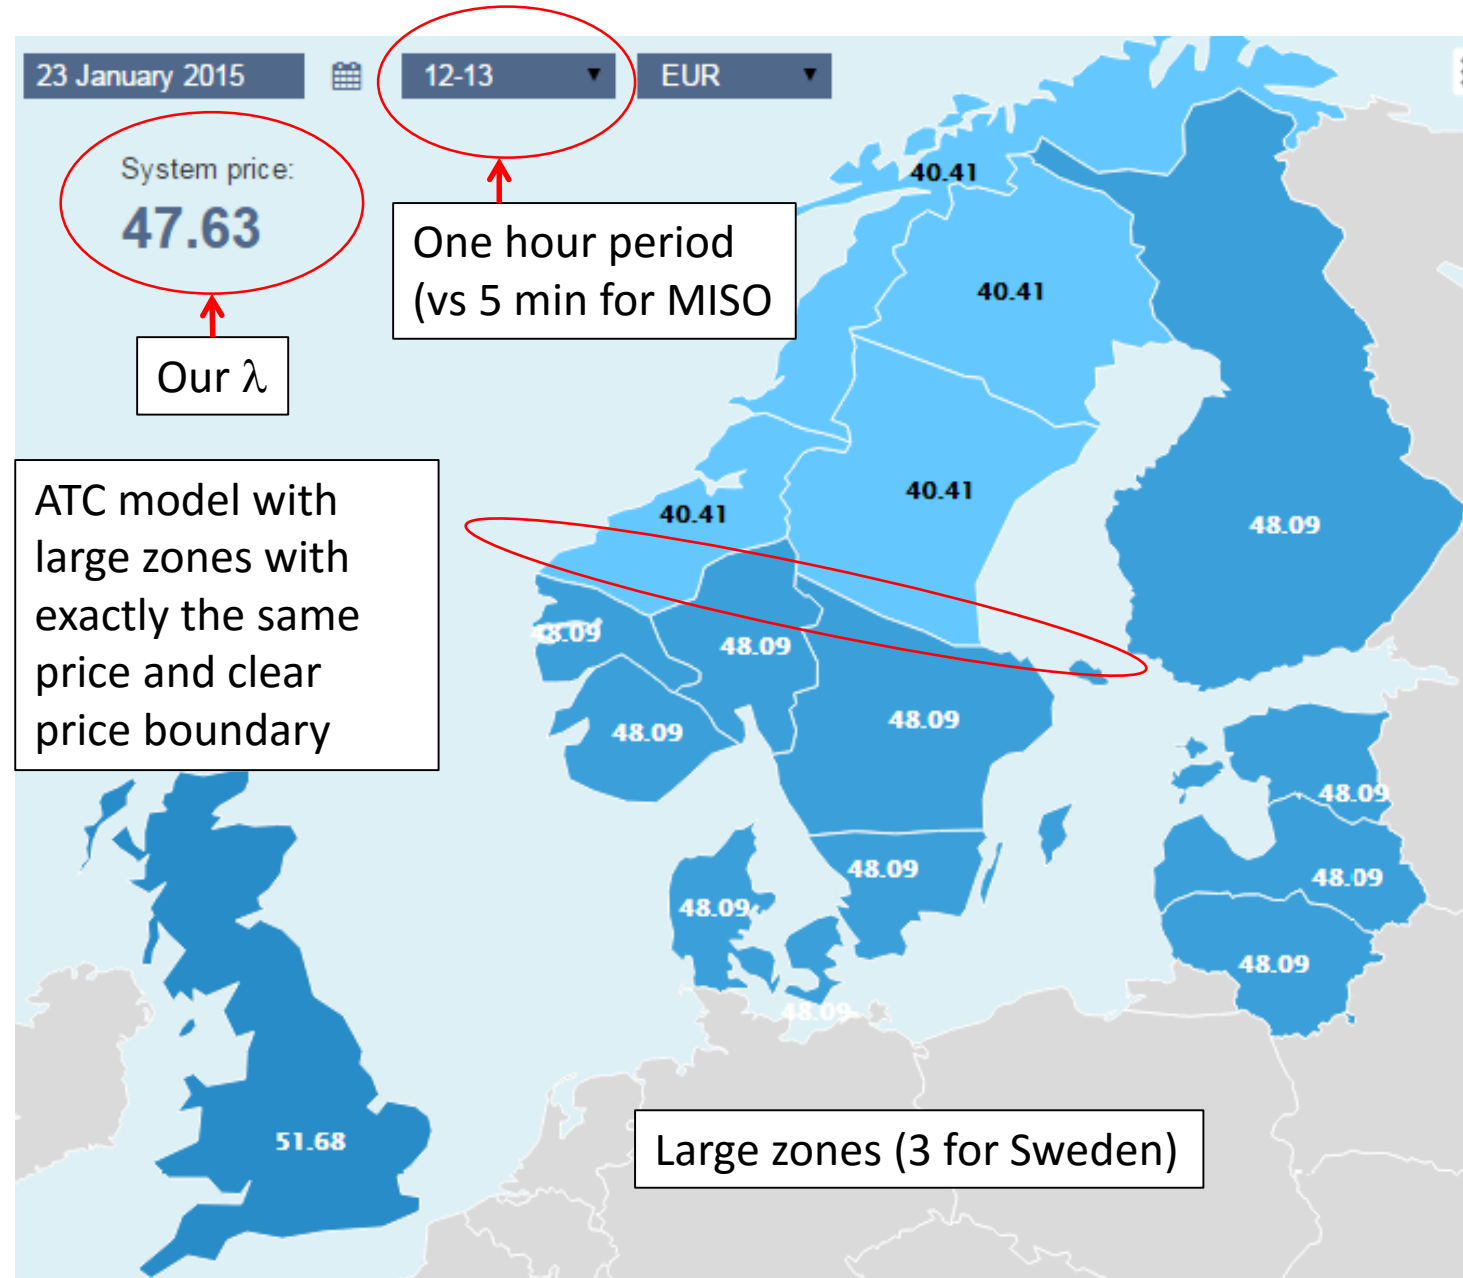 23 January 2015
12-13
EUR
System price:
47.63
One hour period
(vs 5 min for MISO
Our λ
ATC model with
large zones with
exactly the same
price and clear
price boundary
40.41
40.41
40.41
40.41
48.09
48.09
48.09
48.09
48.09
48.09
48.09
48.09
48.09
48.09
48.09
51.68
Large zones (3 for Sweden)